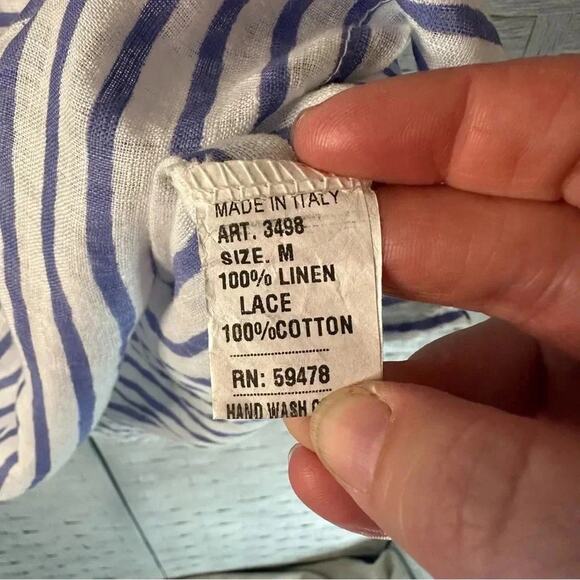 MADE IN ITALY
ART. 3498
SIZE. M
100% LINEN
LACE
100%COTTON
RN: 59478
HAND WASH